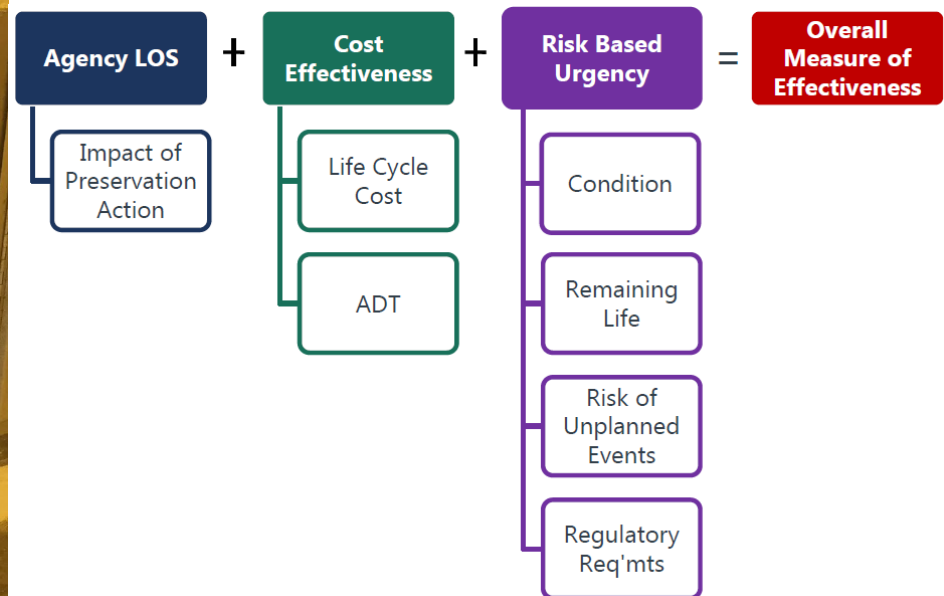 Agency LOS
+
Cost
Effectiveness
+
Risk Based
Urgency
=
Overall
Measure of
Effectiveness
Impact of
Preservation
Action
Life Cycle
Cost
ADT
Condition
Remaining
Life
Risk of
Unplanned
Events
Regulatory
Req'mts